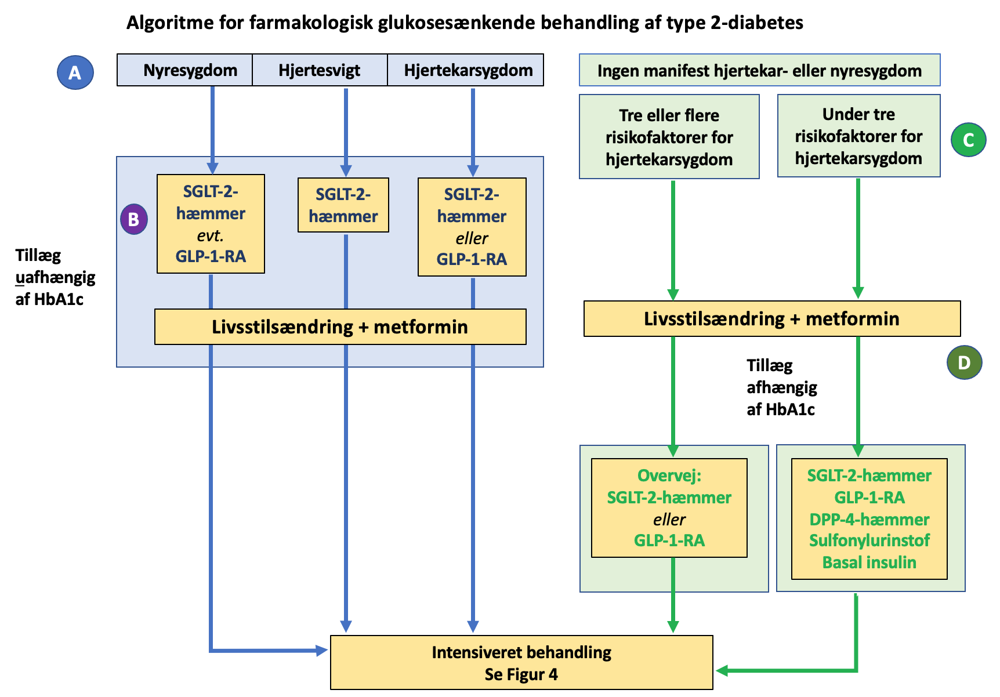 Algoritme for farmakologisk glukosesænkende behandling af type 2-diabetes
A
Nyresygdom
Hjertesvigt
Hjertekarsygdom
Ingen manifest hjertekar- eller nyresygdom
Tre eller flere
risikofaktorer for
hjertekarsygdom
Under tre
risikofaktorer for
hjertekarsygdom
C
B
SGLT-2-
hæmmer
evt.
GLP-1-RA
SGLT-2-
hæmmer
SGLT-2-
hæmmer
eller
GLP-1-RA
Tillæg
uafhængig
af HbA1c
Livsstilsændring + metformin
Livsstilsændring + metformin
D
Tillæg
afhængig
af HbA1c
Overvej:
SGLT-2-hæmmer
eller
GLP-1-RA
SGLT-2-hæmmer
GLP-1-RA
DPP-4-hæmmer
Sulfonylurinstof
Basal insulin
Intensiveret behandling
Se Figur 4